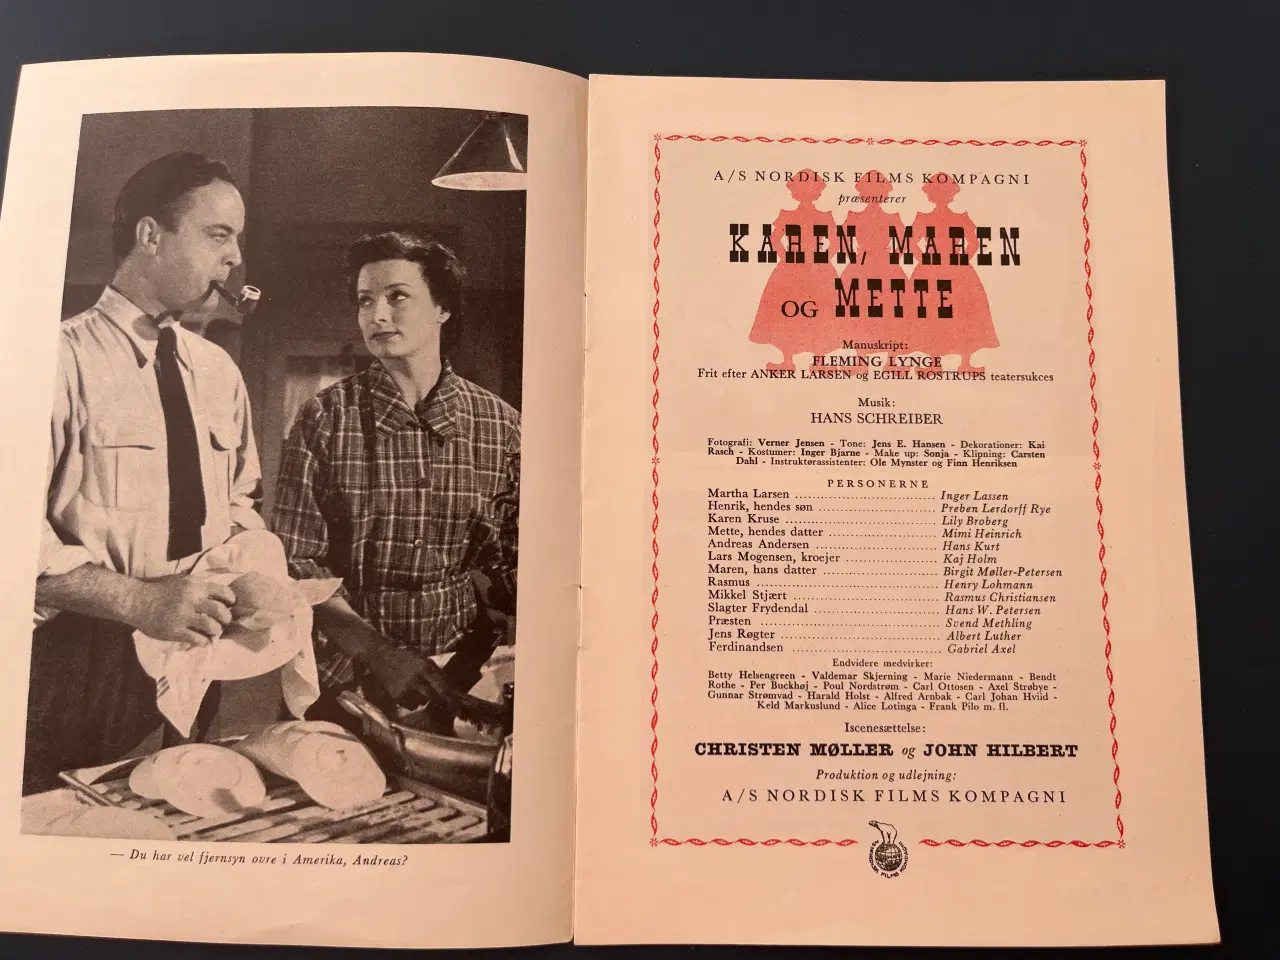 — Du har vel fjernsyn ovre i Amerika, Andreas?
A/S NORDISK FILMS KOMPAGNI
præsenterer
KAREN, MAREN
OG METTE
Manuskript:
FLEMING LYNGE
Frit efter ANKER LARSEN og EGILL ROSTRUPS teatersukces
Musik:
HANS SCHREIBER
Fotografi: Verner Jensen - Tone: Jens E. Hansen - Dekorationer: Kai
Rasch - Kostumer: Inger Bjarne - Make up: Sonja - Klipning: Carsten
Dahl - Instruktørassistenter: Ole Mynster og Finn Henriksen
PERSONERNE
Martha Larsen .......... Inger Lassen
Henrik, hendes søn .......... Preben Lerdorff Rye
Karen Kruse .......... Lily Broberg
Mette, hendes datter .......... Mimi Heinrich
Andreas Andersen .......... Hans Kurt
Lars Mogensen, kroejer .......... Kaj Holm
Maren, hans datter .......... Birgit Møller-Petersen
Rasmus .......... Henry Lohmann
Mikkel Stjært .......... Rasmus Christiansen
Slagter Frydendal .......... Hans W. Petersen
Præsten .......... Svend Methling
Jens Røgter .......... Albert Luther
Ferdinandsen .......... Gabriel Axel
Endvidere medvirker:
Betty Helsengreen - Valdemar Skjerning - Marie Niedermann - Bendt
Rothe - Per Buckhøj - Poul Nordstrøm - Carl Ottosen - Axel Strøbye -
Gunnar Strømvad - Harald Holst - Alfred Arnbak - Carl Johan Hviid -
Keld Markuslund - Alice Lotinga - Frank Pilo m. fl.
Iscenesættelse:
CHRISTEN MØLLER og JOHN HILBERT
Produktion og udlejning:
A/S NORDISK FILMS KOMPAGNI